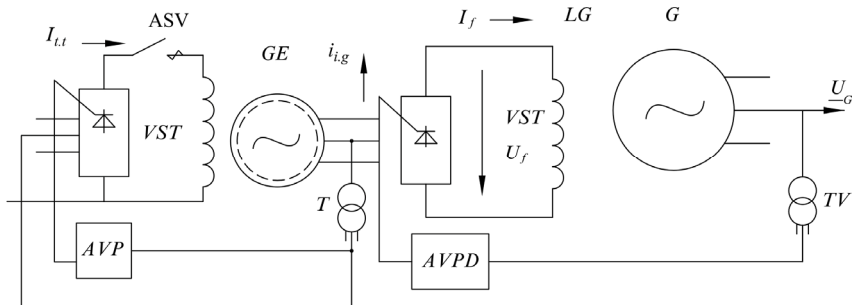 I_{t.t}
ASV
GE
i_{i.g}
I_f
LG
G
U_G
VST
VST
U_f
T
TV
AVP
AVPD